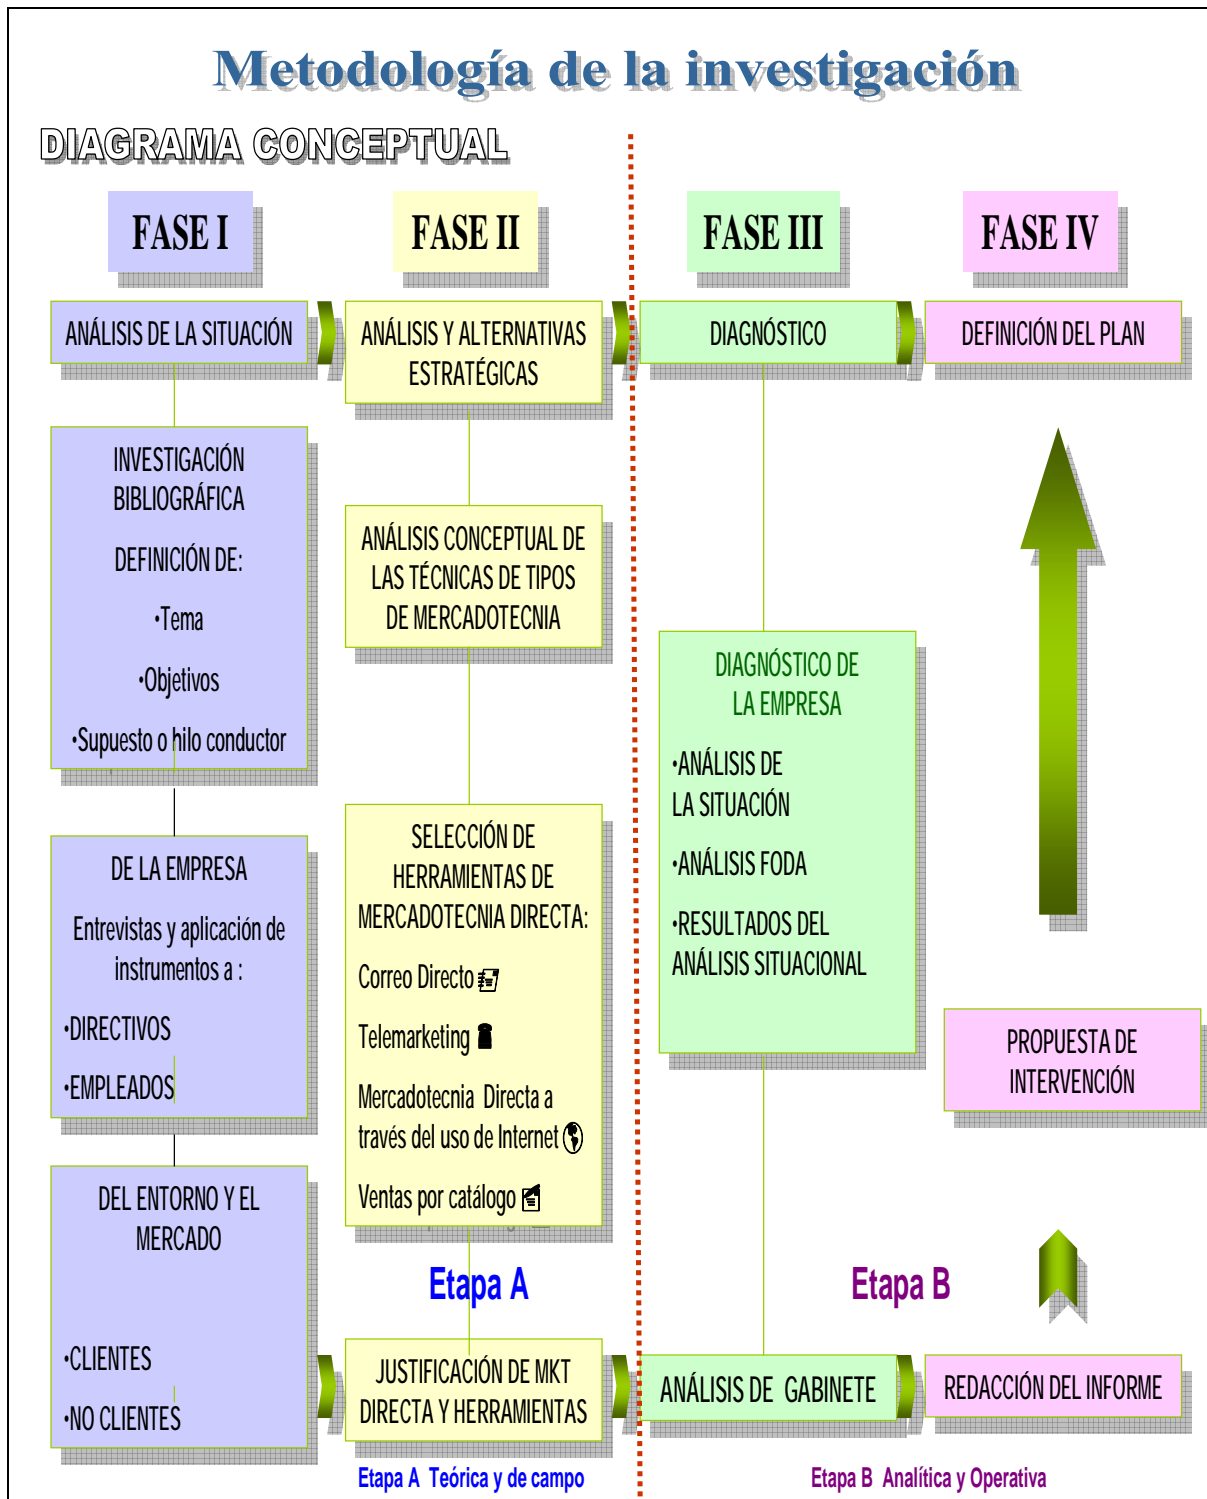 Metodología de la investigación
DIAGRAMA CONCEPTUAL
FASE I
ANÁLISIS DE LA SITUACIÓN
INVESTIGACIÓN
BIBLIOGRÁFICA
DEFINICIÓN DE:
•Tema
•Objetivos
•Supuesto o hilo conductor
DE LA EMPRESA
Entrevistas y aplicación de
instrumentos a :
•DIRECTIVOS
•EMPLEADOS
DEL ENTORNO Y EL
MERCADO
•CLIENTES
•NO CLIENTES
FASE II
ANÁLISIS Y ALTERNATIVAS
ESTRATÉGICAS
ANÁLISIS CONCEPTUAL DE
LAS TÉCNICAS DE TIPOS
DE MERCADOTECNIA
SELECCIÓN DE
HERRAMIENTAS DE
MERCADOTECNIA DIRECTA:
Correo Directo
Telemarketing
Mercadotecnia Directa a
través del uso de Internet
Ventas por catálogo
Etapa A
JUSTIFICACIÓN DE MKT
DIRECTA Y HERRAMIENTAS
Etapa A Teórica y de campo
FASE III
DIAGNÓSTICO
DIAGNÓSTICO DE
LA EMPRESA
•ANÁLISIS DE
LA SITUACIÓN
•ANÁLISIS FODA
•RESULTADOS DEL
ANÁLISIS SITUACIONAL
ANÁLISIS DE GABINETE
FASE IV
DEFINICIÓN DEL PLAN
PROPUESTA DE
INTERVENCIÓN
Etapa B
REDACCIÓN DEL INFORME
Etapa B Analítica y Operativa